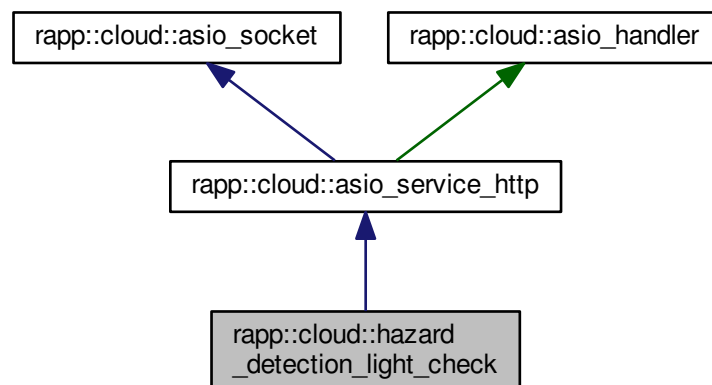 rapp::cloud::asio_socket
rapp::cloud::asio_handler
rapp::cloud::asio_service_http
rapp::cloud::hazard
_detection_light_check